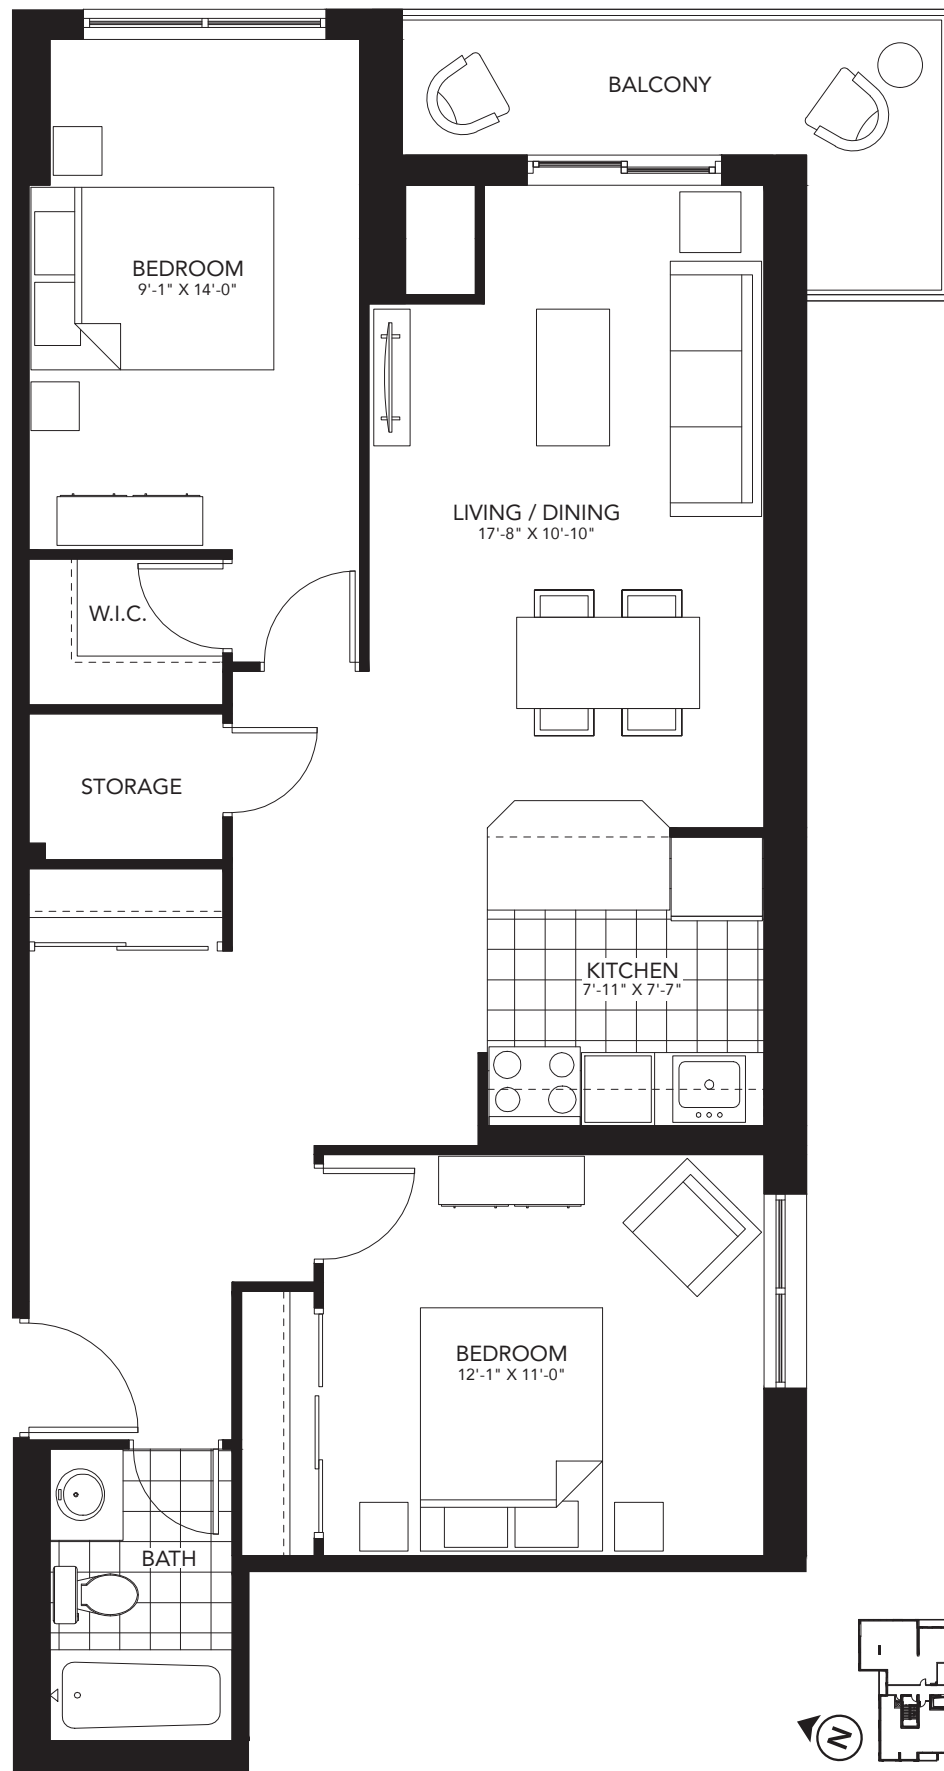 BALCONY
BEDROOM
9'-1" X 14'-0"
LIVING / DINING
17'-8" X 10'-10"
W.I.C.
STORAGE
KITCHEN
7'-11" X 7'-7"
BEDROOM
12'-1" X 11'-0"
BATH
N